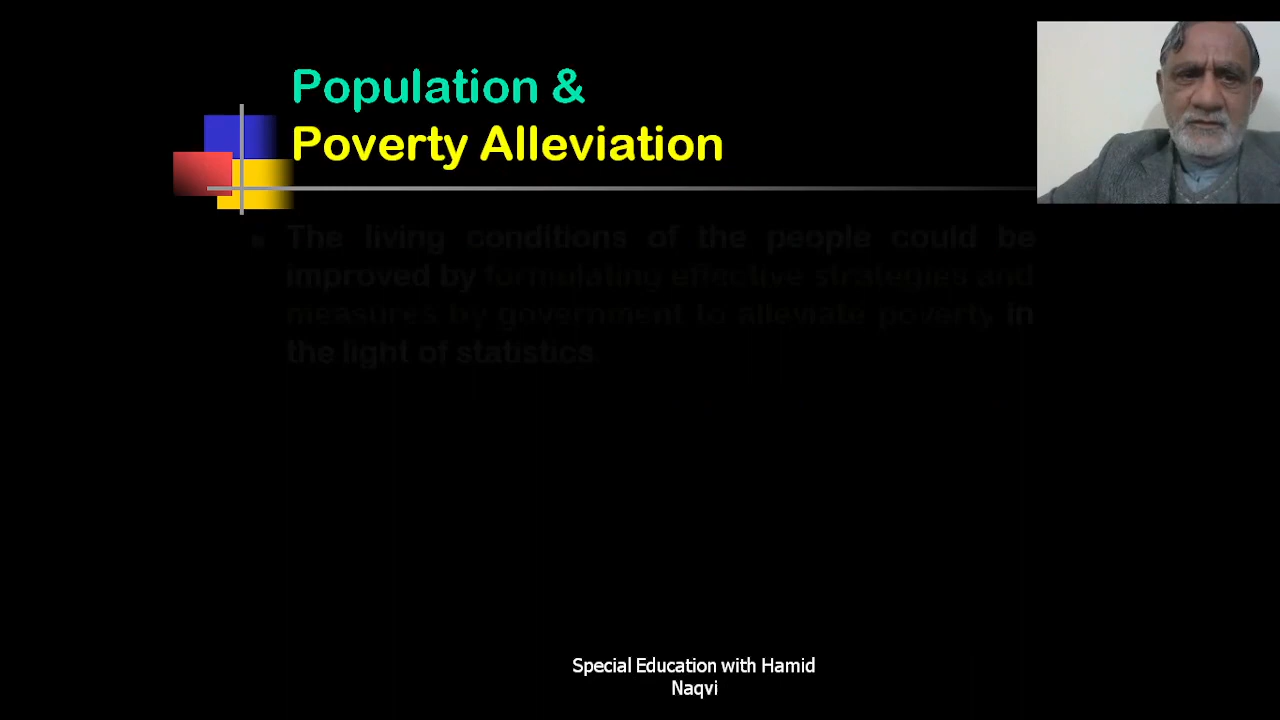 Population &
Poverty Alleviation
The living conditions of the people could be
improved by formulating effective strategies and
measures by government to alleviate poverty in
the light of statistics
Special Education with Hamid
Naqvi